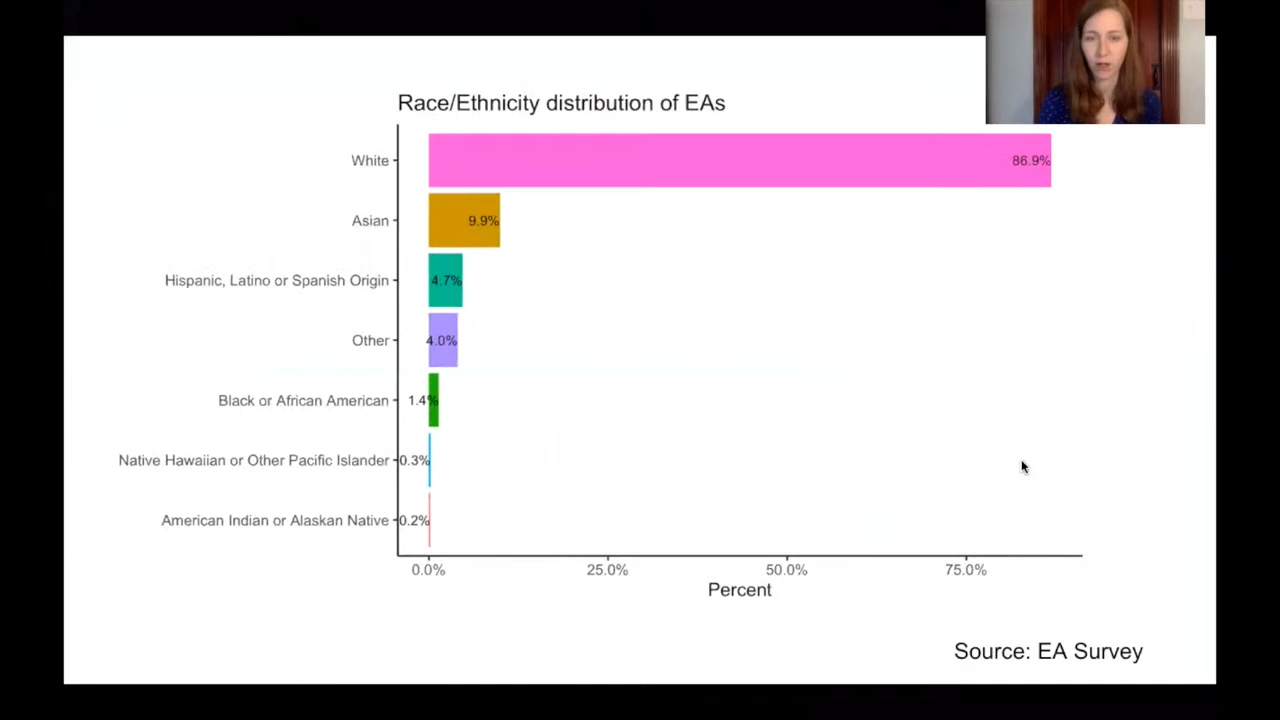 Race/Ethnicity distribution of EAs
White 86.9%
Asian 9.9%
Hispanic, Latino or Spanish Origin 4.7%
Other 4.0%
Black or African American 1.4%
Native Hawaiian or Other Pacific Islander 0.3%
American Indian or Alaskan Native 0.2%
0.0% 25.0% 50.0% 75.0%
Percent
Source: EA Survey